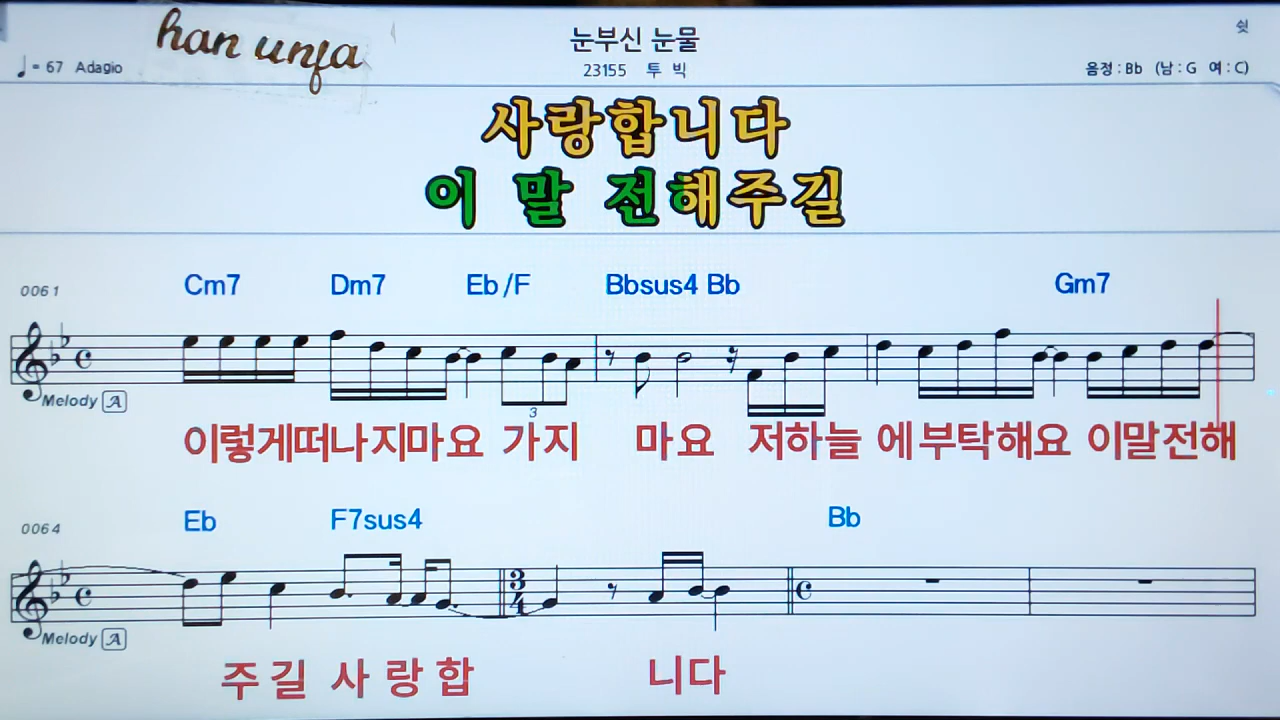 han unfa
눈부신 눈물
쉿
♩= 67 Adagio
23155 투 빅
음정 : Bb (남 : G 여 : C)
사랑합니다
이 말 전해주길
0061 Cm7 Dm7 Eb/F Bbsus4 Bb Gm7
3
Melody A
이렇게떠나지마요 가지 마요 저하늘 에부탁해요 이말전해
0064 Eb F7sus4 Bb
3/4
Melody A
주길 사랑합 니다